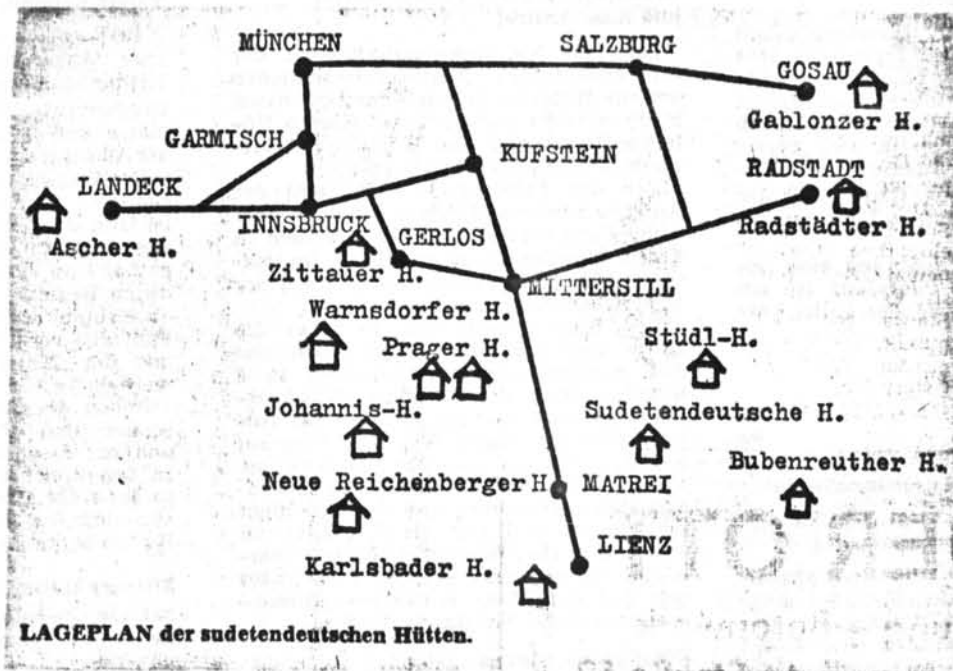 MÜNCHEN
SALZBURG
GOSAU
Gablonzer H.
GARMISCH
KUFSTEIN
RADSTADT
LANDECK
Radstädter H.
INNSBRUCK
GERLOS
Ascher H.
Zittauer H.
MITTERSILL
Warnsdorfer H.
Stüdl-H.
Prager H.
Johannis-H.
Sudetendeutsche H.
Bubenreuther H.
Neue Reichenberger H.
MATREI
LIENZ
Karlsbader H.
LAGEPLAN der sudetendeutschen Hütten.